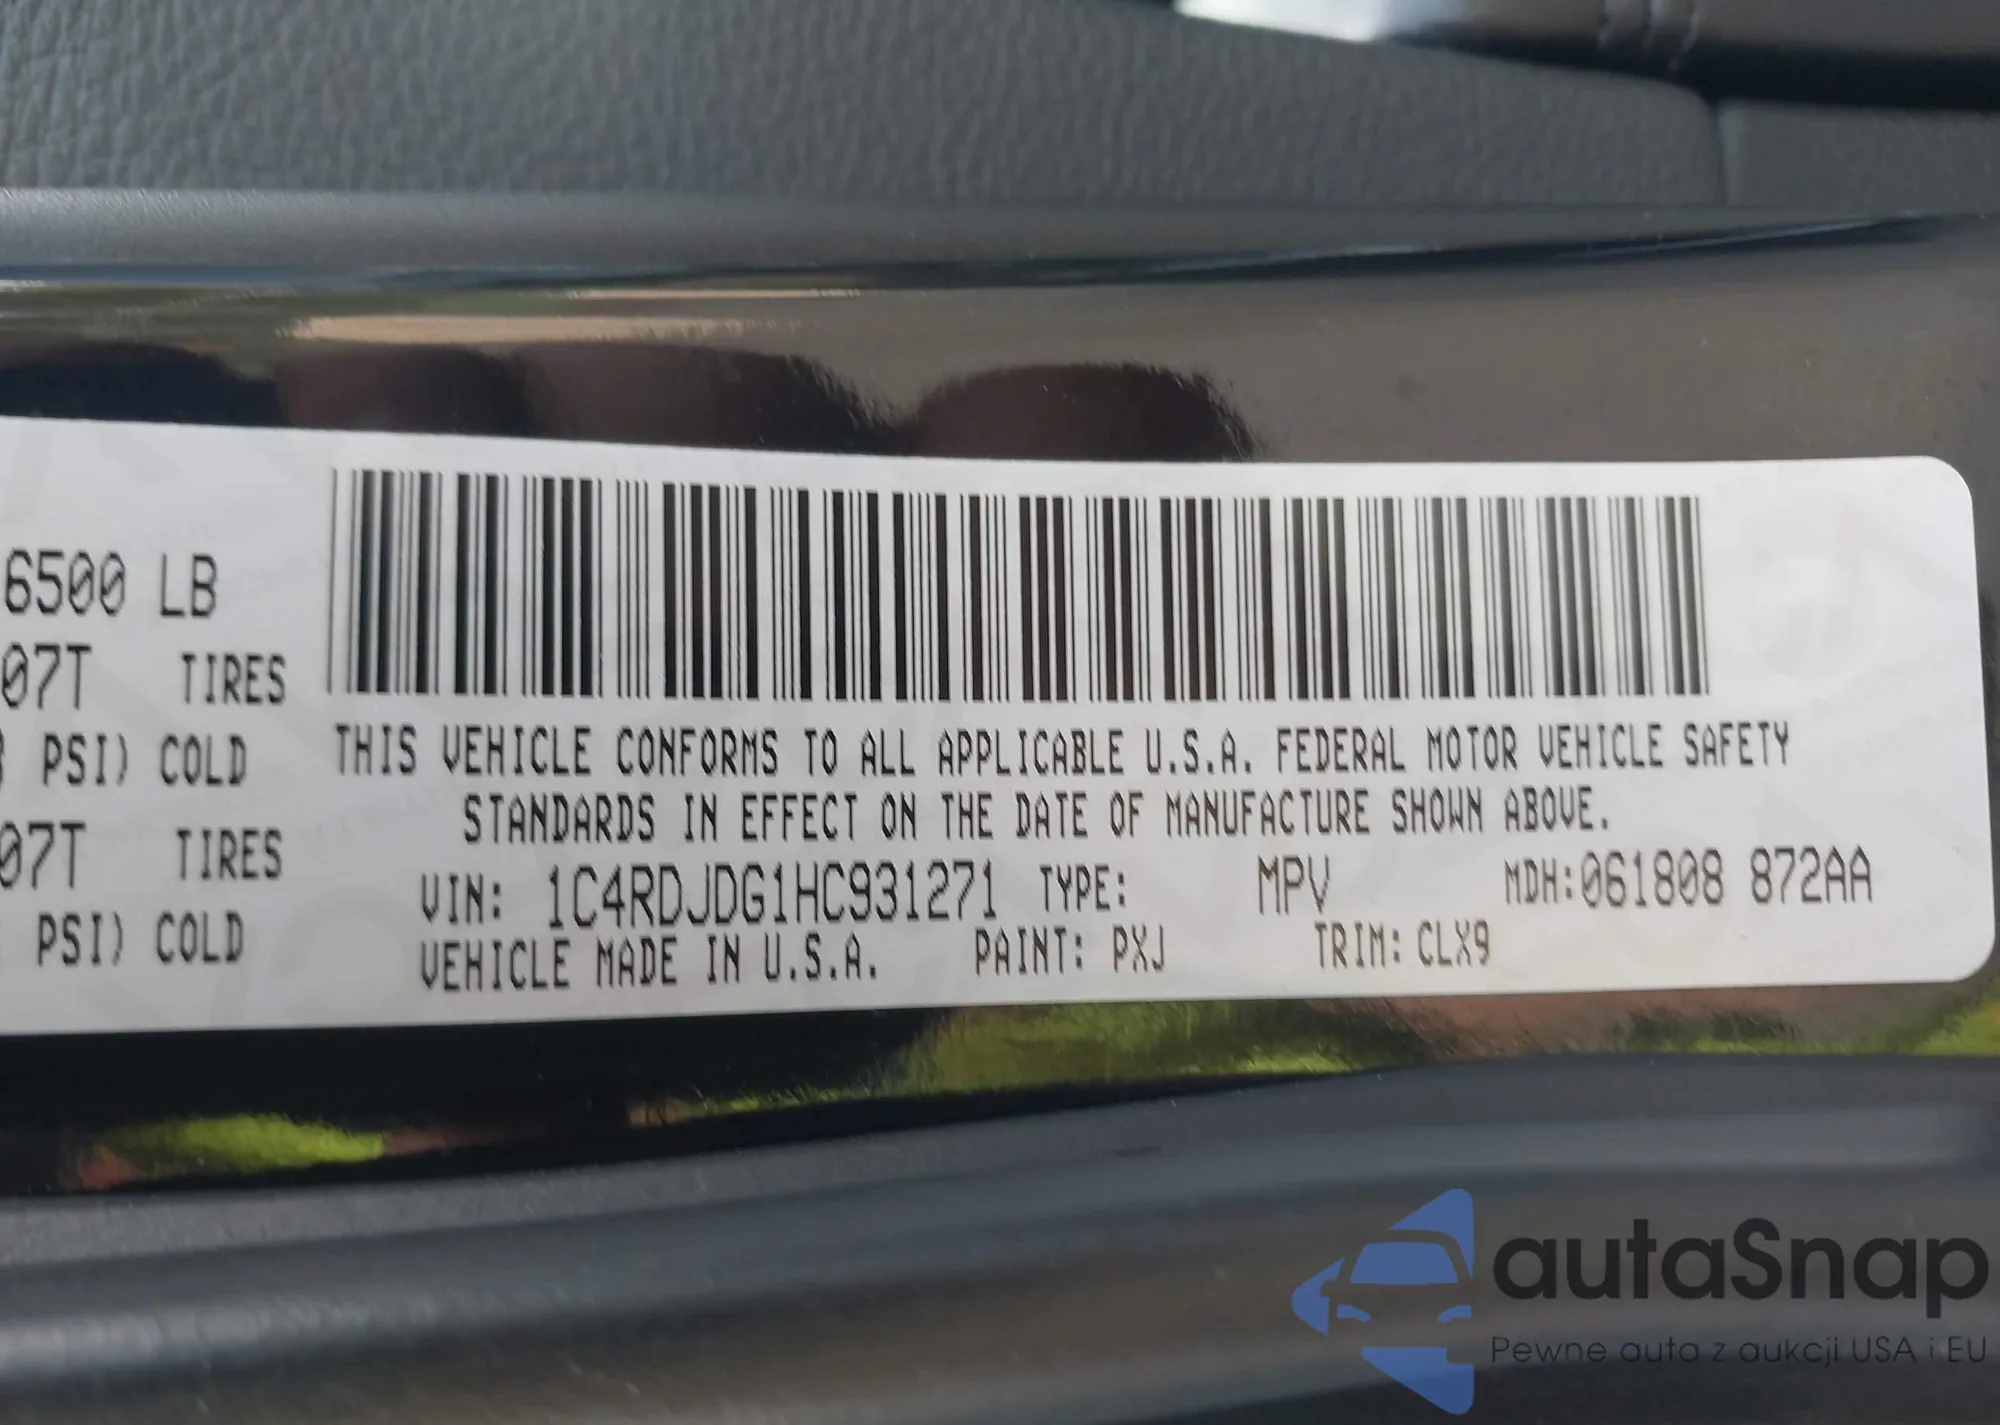 6500 LB
07T TIRES
PSI) COLD
07T TIRES
PSI) COLD
THIS VEHICLE CONFORMS TO ALL APPLICABLE U.S.A. FEDERAL MOTOR VEHICLE SAFETY
STANDARDS IN EFFECT ON THE DATE OF MANUFACTURE SHOWN ABOVE.
VIN: 1C4RDJDG1HC931271 TYPE: MPV MDH:061808 872AA
VEHICLE MADE IN U.S.A. PAINT: PXJ TRIM: CLX9
autaSnap
Pewne auta z aukcji USA i EU